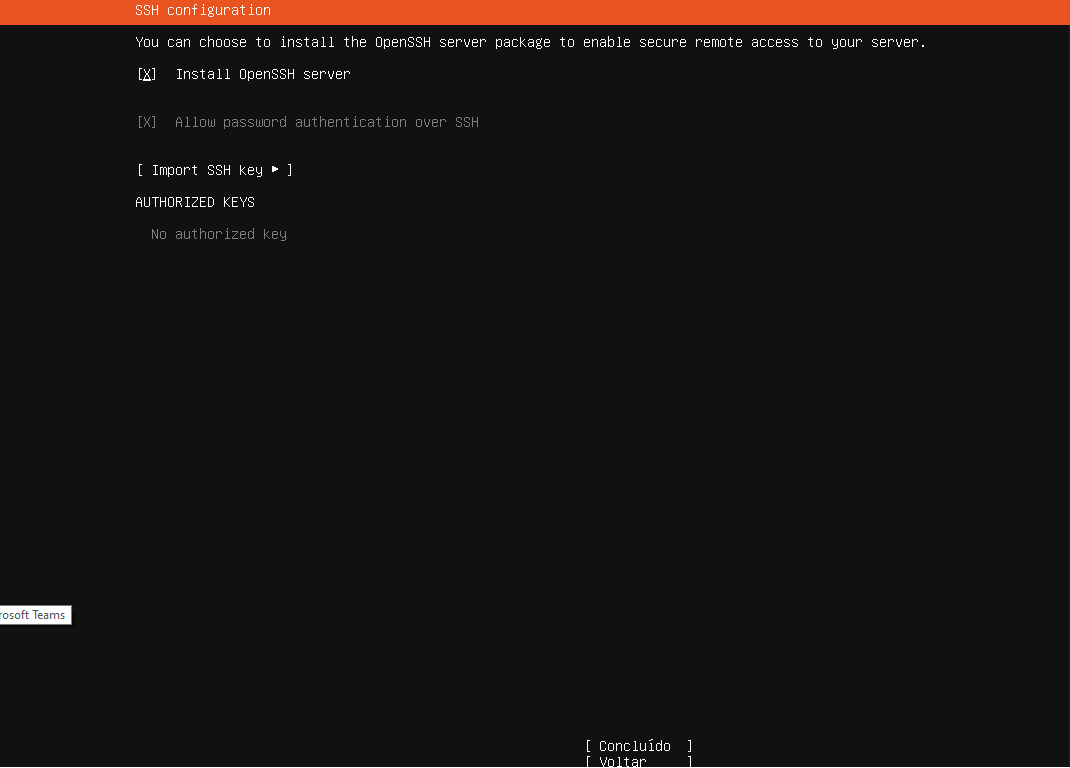 SSH configuration
You can choose to install the OpenSSH server package to enable secure remote access to your server.
[X] Install OpenSSH server
[X] Allow password authentication over SSH
[ Import SSH key ▸ ]
AUTHORIZED KEYS
No authorized key
rosoft Teams
[ Concluído ]
[ Voltar ]